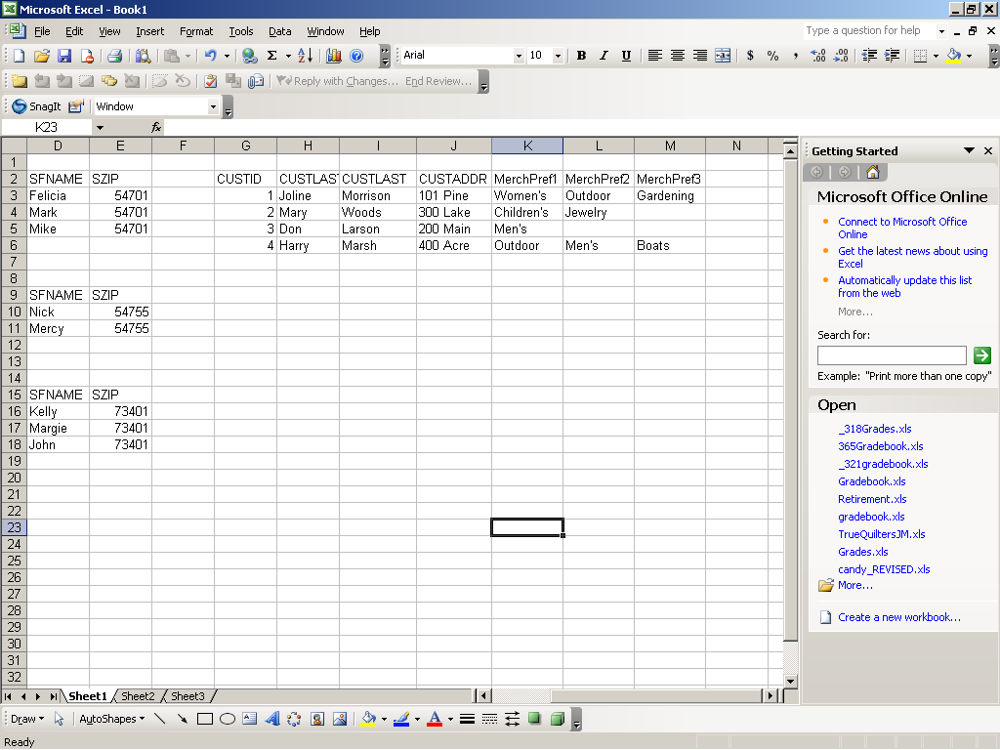 Microsoft Excel - Book1
File Edit View Insert Format Tools Data Window Help Type a question for help
Arial 10 B I U $ % ,
Reply with Changes... End Review...
SnagIt Window
K23 fx
D E F G H I J K L M N
1
2 SFNAME SZIP CUSTID CUSTLAST CUSTLAST CUSTADDR MerchPref1 MerchPref2 MerchPref3
3 Felicia 54701 1 Joline Morrison 101 Pine Women's Outdoor Gardening
4 Mark 54701 2 Mary Woods 300 Lake Children's Jewelry
5 Mike 54701 3 Don Larson 200 Main Men's
6 4 Harry Marsh 400 Acre Outdoor Men's Boats
7
8
9 SFNAME SZIP
10 Nick 54755
11 Mercy 54755
12
13
14
15 SFNAME SZIP
16 Kelly 73401
17 Margie 73401
18 John 73401
19
20
21
22
23
24
25
26
27
28
29
30
31
32
Sheet1 Sheet2 Sheet3
Getting Started
Microsoft Office Online
Connect to Microsoft Office
Online
Get the latest news about using
Excel
Automatically update this list
from the web
More...
Search for:
Example: "Print more than one copy"
Open
_318Grades.xls
365Gradebook.xls
_321gradebook.xls
Gradebook.xls
Retirement.xls
gradebook.xls
TrueQuiltersJM.xls
Grades.xls
candy_REVISED.xls
More...
Create a new workbook...
Draw AutoShapes A
Ready